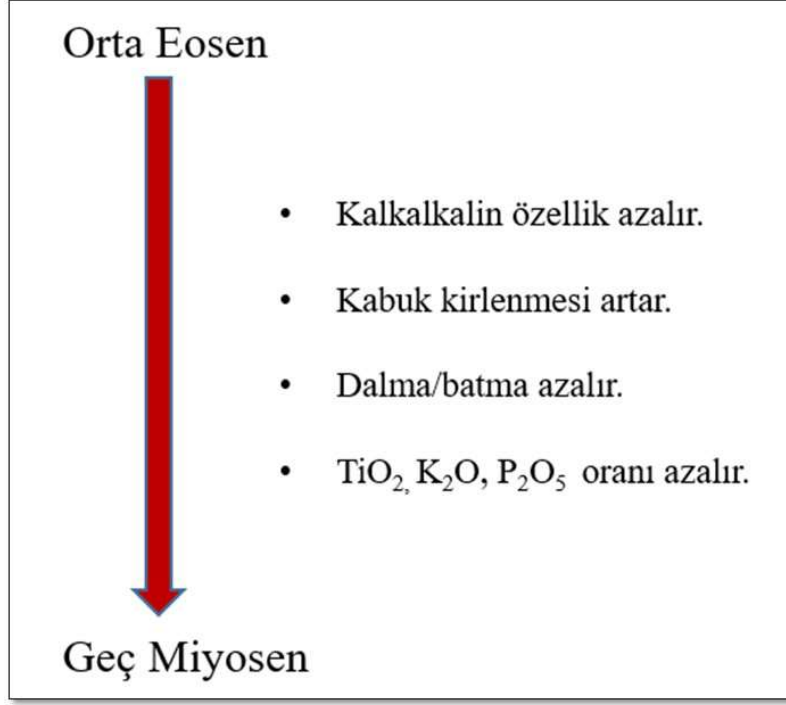 Orta Eosen
• Kalkalkalin özellik azalır.
• Kabuk kirlenmesi artar.
• Dalma/batma azalır.
• TiO₂, K₂O, P₂O₅ oranı azalır.
Geç Miyosen